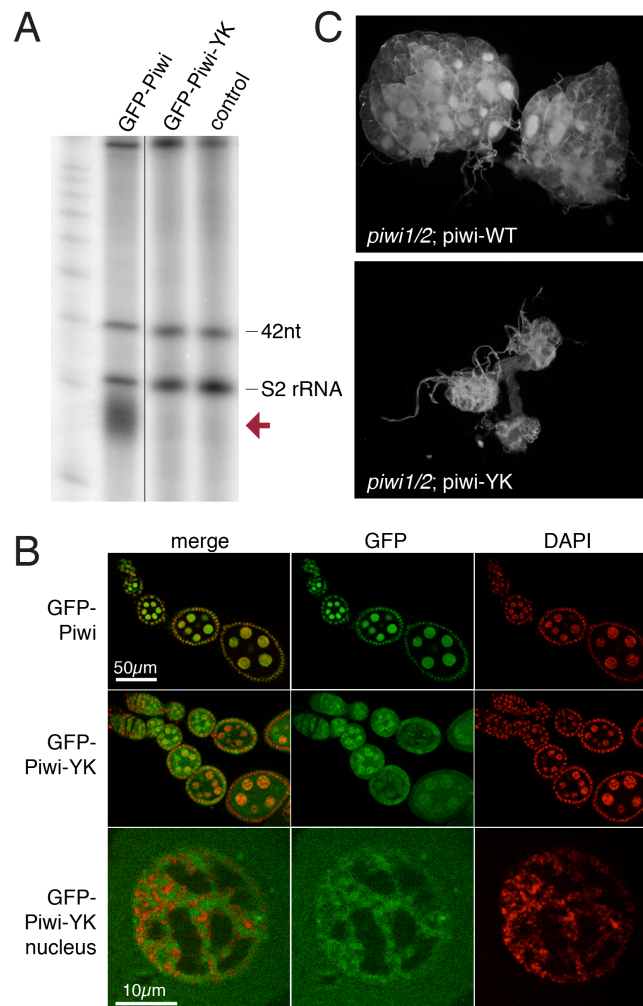 A
GFP-Piwi
GFP-Piwi-YK
control
42nt
S2 rRNA
C
piwi1/2; piwi-WT
piwi1/2; piwi-YK
B
merge
GFP
DAPI
GFP-
Piwi
50µm
GFP-
Piwi-YK
GFP-
Piwi-YK
nucleus
10µm